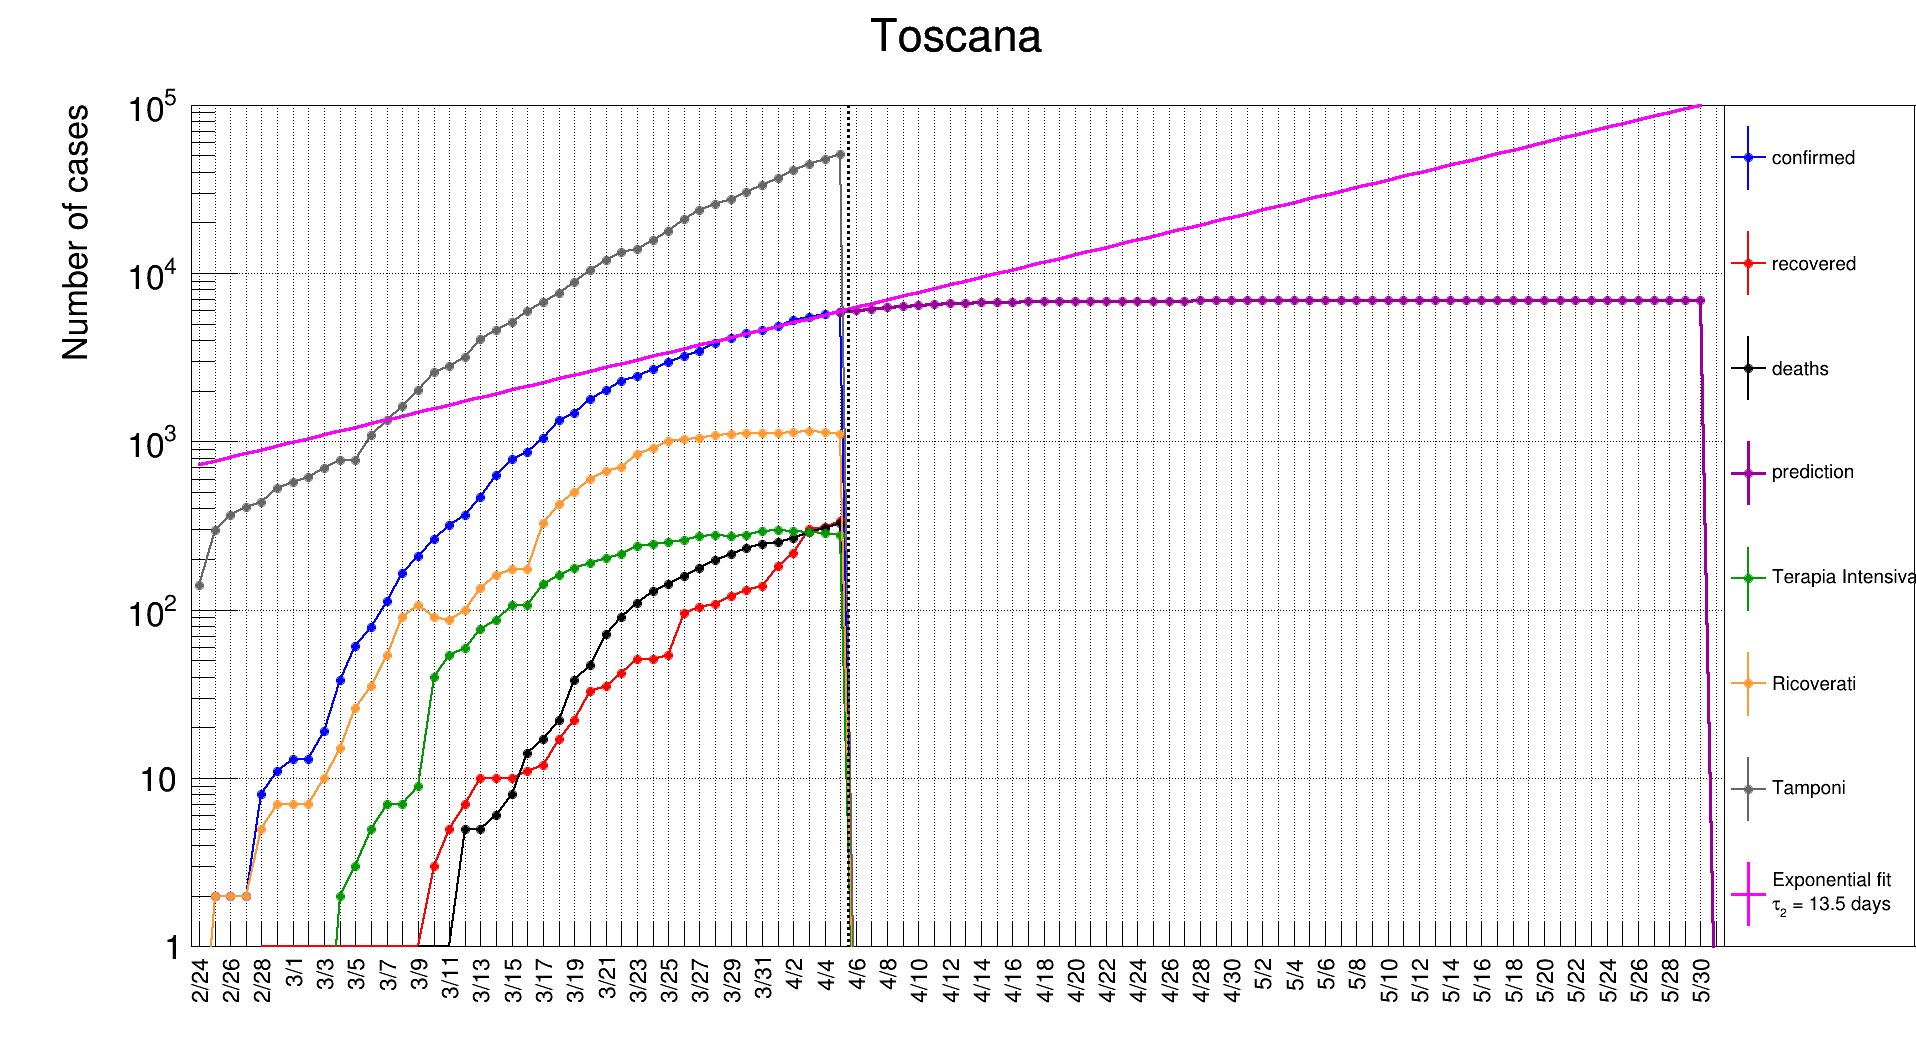 Toscana
Number of cases
10^5
10^4
10^3
10^2
10
1
2/24 2/26 2/28 3/1 3/3 3/5 3/7 3/9 3/11 3/13 3/15 3/17 3/19 3/21 3/23 3/25 3/27 3/29 3/31 4/2 4/4 4/6 4/8 4/10 4/12 4/14 4/16 4/18 4/20 4/22 4/24 4/26 4/28 4/30 5/2 5/4 5/6 5/8 5/10 5/12 5/14 5/16 5/18 5/20 5/22 5/24 5/26 5/28 5/30
confirmed
recovered
deaths
prediction
Terapia Intensiva
Ricoverati
Tamponi
Exponential fit
τ₂ = 13.5 days